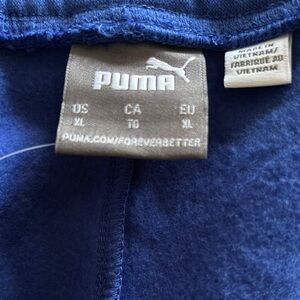 PUMA
US CA EU
XL TG XL
PUMA.COM/FOREVERBETTER
MADE IN
VIETNAM/
FABRIQUÉ AU
VIETNAM